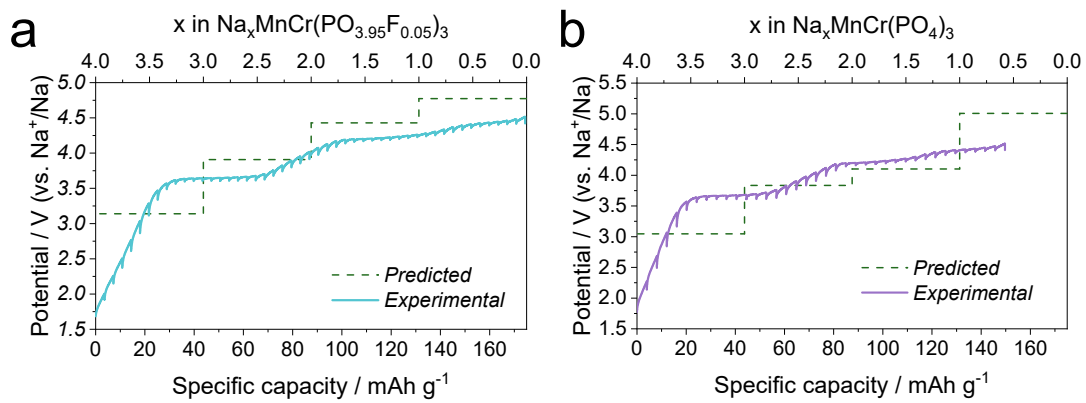 a
x in NaₓMnCr(PO₃.₉₅F₀.₀₅)₃
4.0 3.5 3.0 2.5 2.0 1.5 1.0 0.5 0.0
Potential / V (vs. Na⁺/Na)
5.0
4.5
4.0
3.5
3.0
2.5
2.0
1.5
Predicted
Experimental
0 20 40 60 80 100 120 140 160
Specific capacity / mAh g⁻¹
b
x in NaₓMnCr(PO₄)₃
4.0 3.5 3.0 2.5 2.0 1.5 1.0 0.5 0.0
Potential / V (vs. Na⁺/Na)
5.5
5.0
4.5
4.0
3.5
3.0
2.5
2.0
1.5
Predicted
Experimental
0 20 40 60 80 100 120 140 160
Specific capacity / mAh g⁻¹